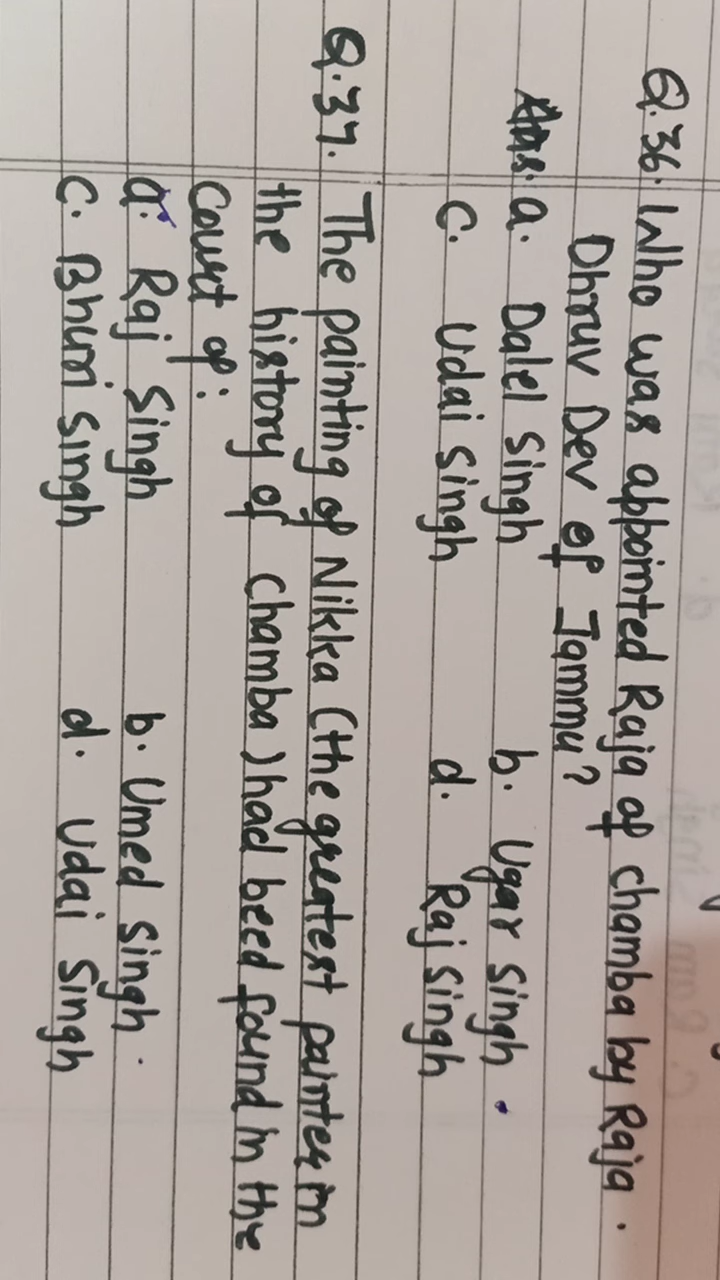 Q.36. Who was appointed Raja of chamba by Raja.
Dhruv Dev of Jammu?
a. Dalel Singh b. Ugar Singh.
c. Udai Singh d. Raj Singh
Q.37. The painting of Nikka (the greatest painter in
the history of Chamba) had beed found in the
Court of:
a. Raj Singh b. Umed Singh.
c. Bhuri Singh d. Udai Singh